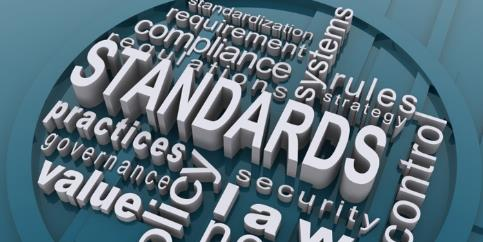 standardization
requirement
compliance
regulations
systems
STANDARDS
rules
strategy
practices
governance
value
policy
security
law
control